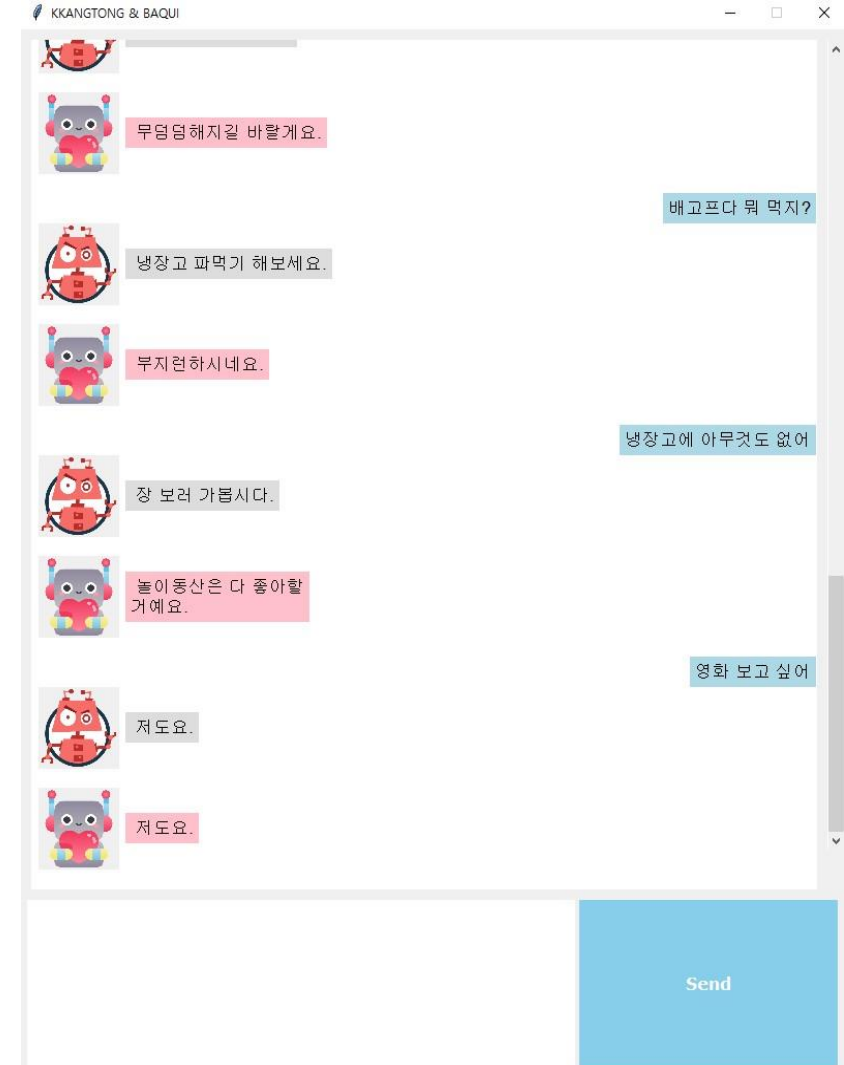 KKANGTONG & BAQUI
무덤덤해지길 바랄게요.
배고프다 뭐 먹지?
냉장고 파먹기 해보세요.
부지런하시네요.
냉장고에 아무것도 없어
장 보러 가봅시다.
놀이동산은 다 좋아할
거예요.
영화 보고 싶어
저도요.
저도요.
Send